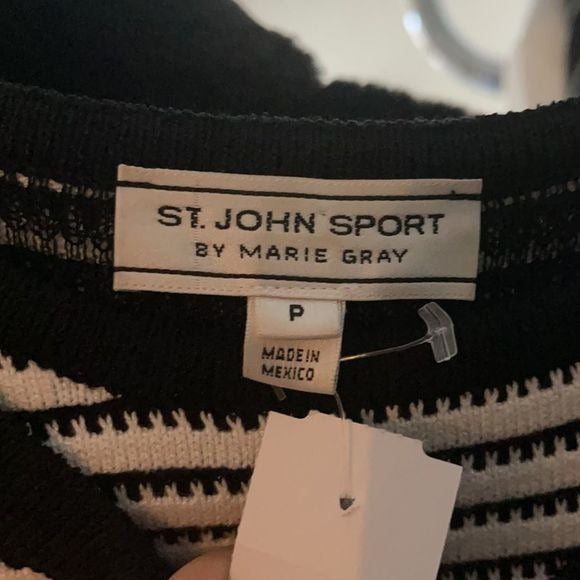 ST. JOHN SPORT
BY MARIE GRAY
P
MADE IN
MEXICO